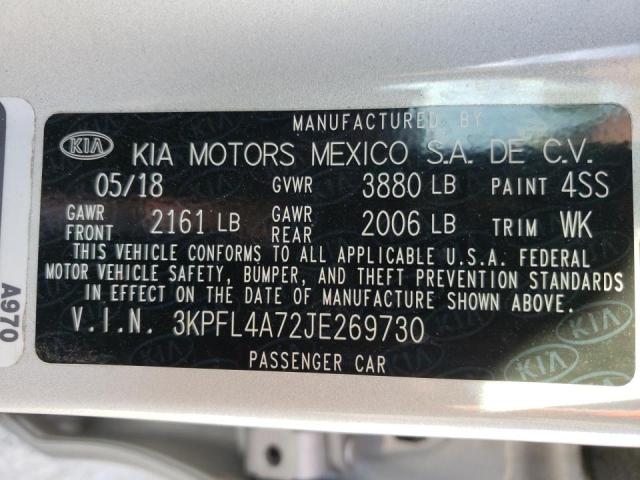 MANUFACTURED BY
KIA KIA MOTORS MEXICO S.A. DE C.V.
05/18 GVWR 3880 LB PAINT 4SS
GAWR FRONT 2161 LB GAWR REAR 2006 LB TRIM WK
THIS VEHICLE CONFORMS TO ALL APPLICABLE U.S.A. FEDERAL
MOTOR VEHICLE SAFETY, BUMPER, AND THEFT PREVENTION STANDARDS
IN EFFECT ON THE DATE OF MANUFACTURE SHOWN ABOVE.
V.I.N. 3KPFL4A72JE269730
PASSENGER CAR
A970